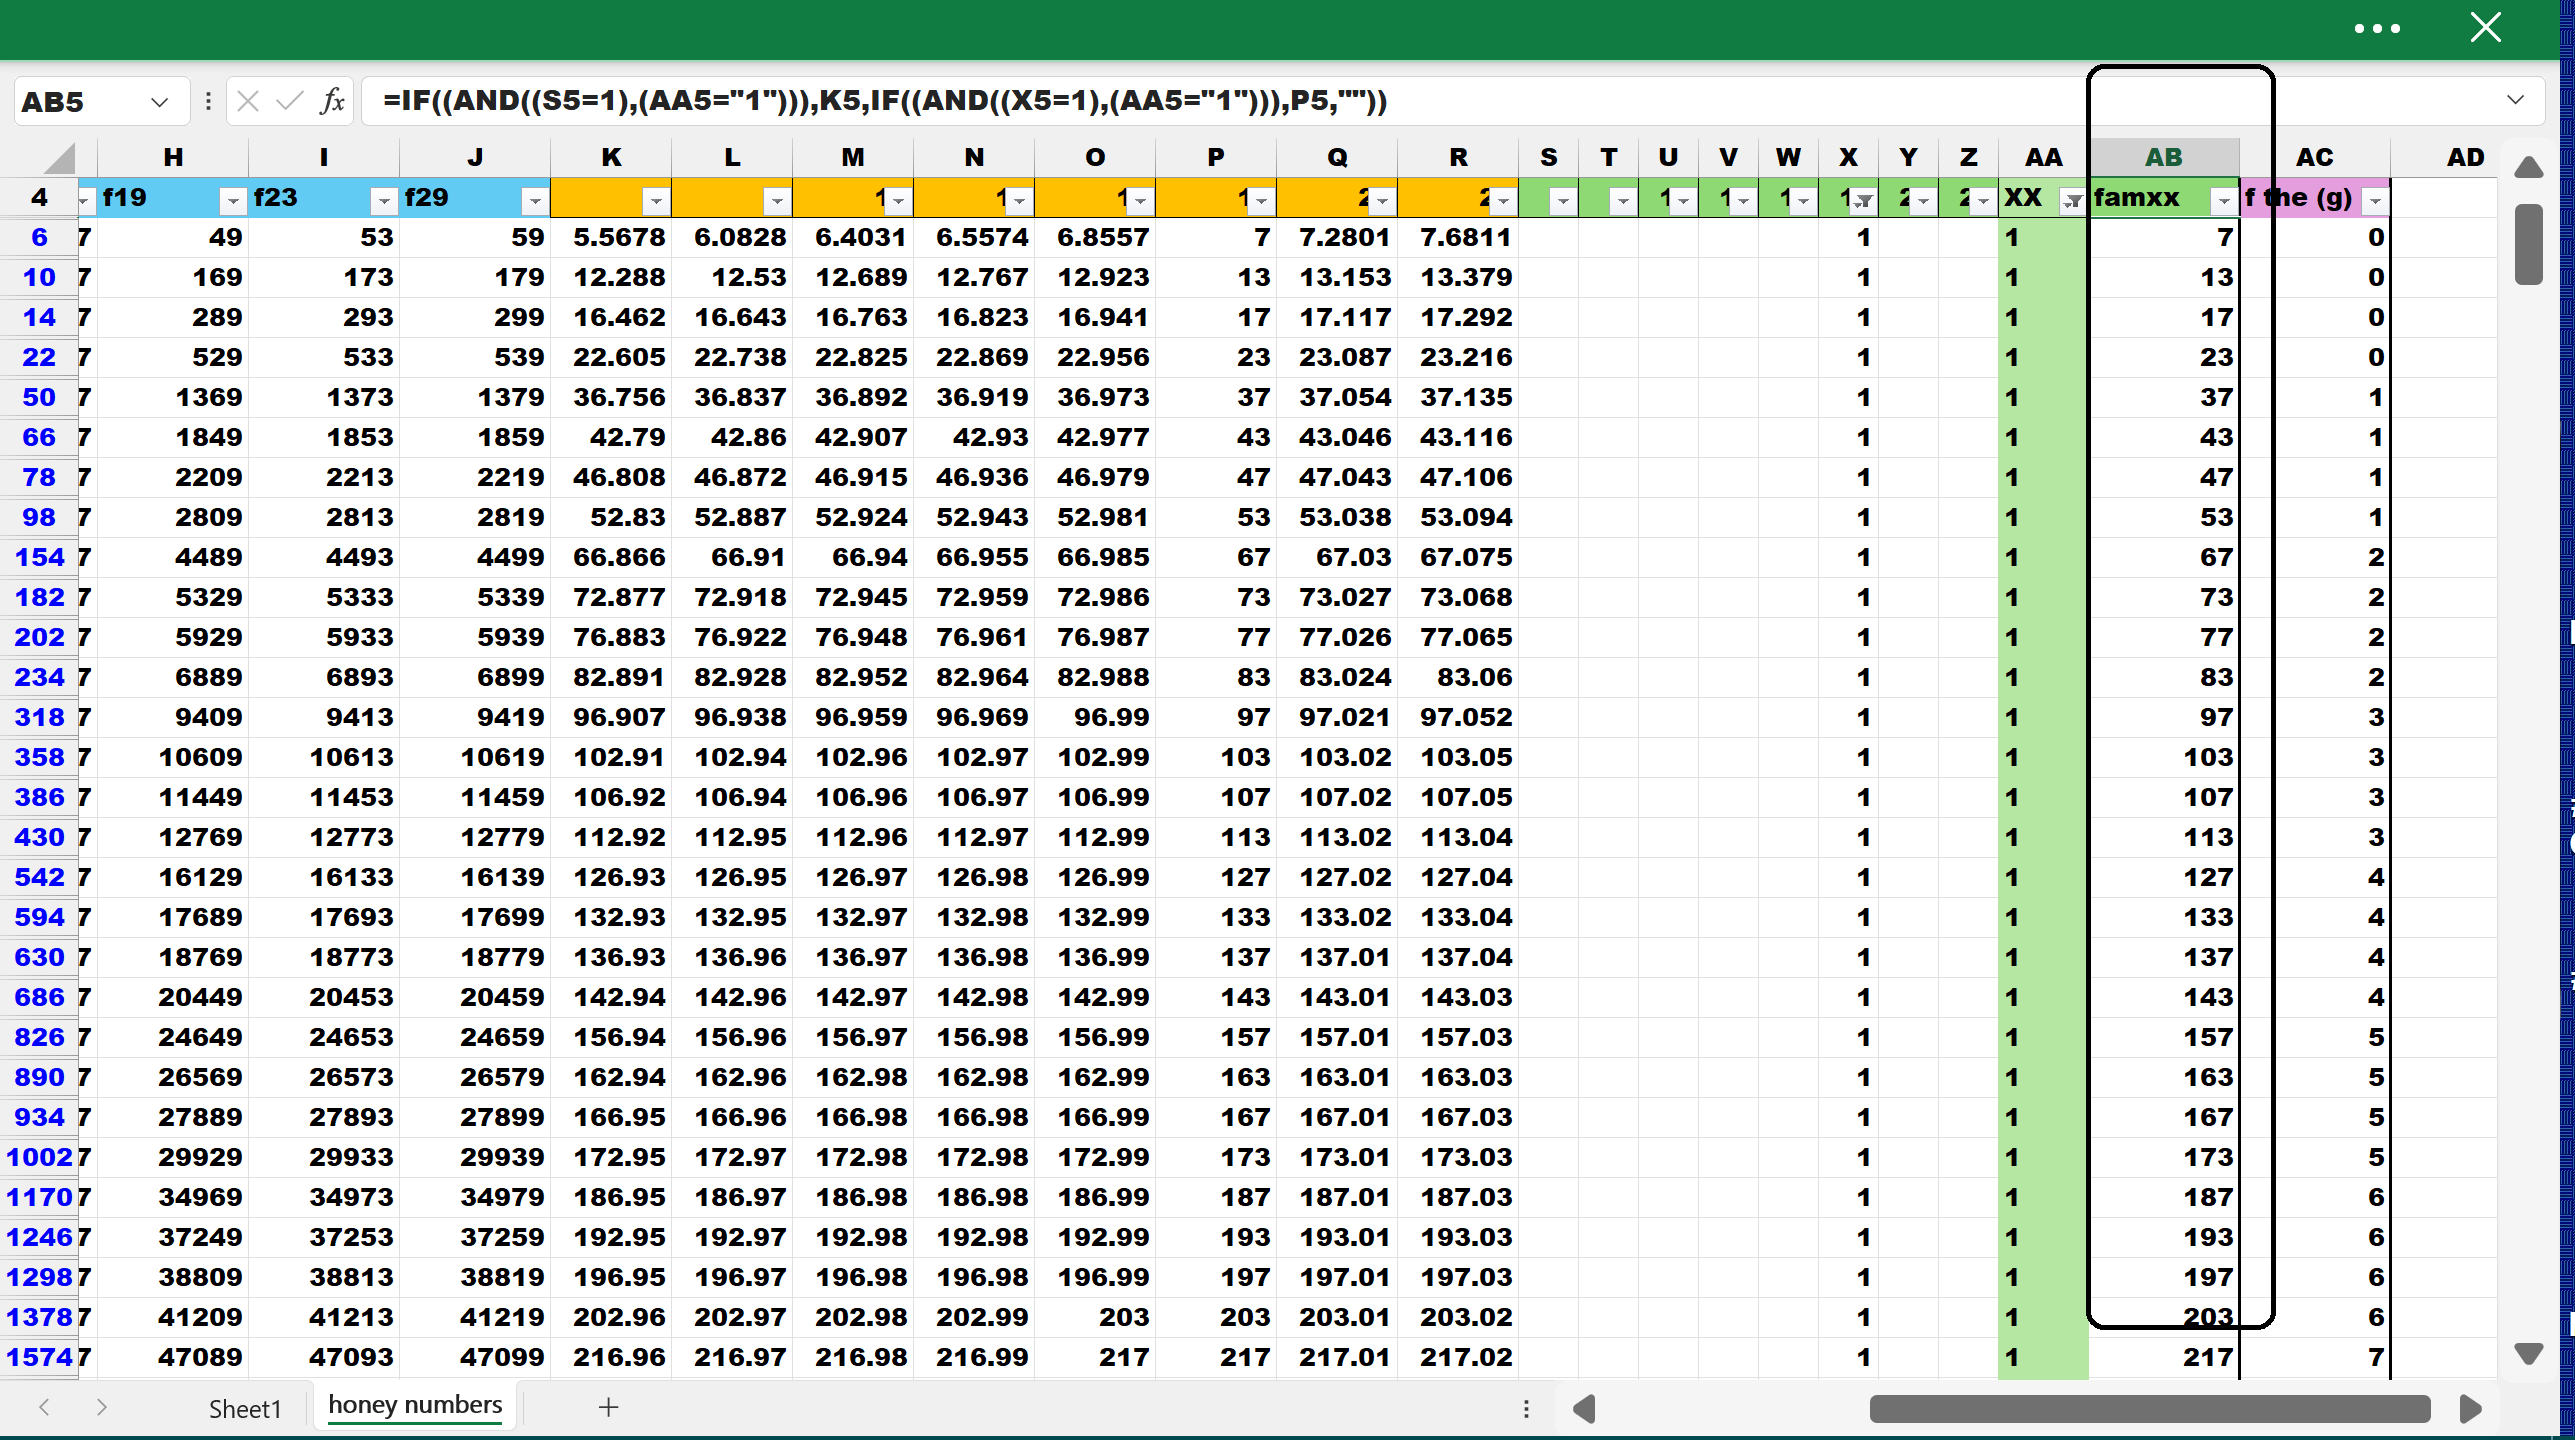 AB5 =IF((AND((S5=1),(AA5="1"))),K5,IF((AND((X5=1),(AA5="1"))),P5,""))
H I J K L M N O P Q R S T U V W X Y Z AA AB AC AD
4 f19 f23 f29 1 1 1 1 2 2 1 1 1 1 2 2 XX famxx f the (g)
6 7 49 53 59 5.5678 6.0828 6.4031 6.5574 6.8557 7 7.2801 7.6811 1 1 7 0
10 7 169 173 179 12.288 12.53 12.689 12.767 12.923 13 13.153 13.379 1 1 13 0
14 7 289 293 299 16.462 16.643 16.763 16.823 16.941 17 17.117 17.292 1 1 17 0
22 7 529 533 539 22.605 22.738 22.825 22.869 22.956 23 23.087 23.216 1 1 23 0
50 7 1369 1373 1379 36.756 36.837 36.892 36.919 36.973 37 37.054 37.135 1 1 37 1
66 7 1849 1853 1859 42.79 42.86 42.907 42.93 42.977 43 43.046 43.116 1 1 43 1
78 7 2209 2213 2219 46.808 46.872 46.915 46.936 46.979 47 47.043 47.106 1 1 47 1
98 7 2809 2813 2819 52.83 52.887 52.924 52.943 52.981 53 53.038 53.094 1 1 53 1
154 7 4489 4493 4499 66.866 66.91 66.94 66.955 66.985 67 67.03 67.075 1 1 67 2
182 7 5329 5333 5339 72.877 72.918 72.945 72.959 72.986 73 73.027 73.068 1 1 73 2
202 7 5929 5933 5939 76.883 76.922 76.948 76.961 76.987 77 77.026 77.065 1 1 77 2
234 7 6889 6893 6899 82.891 82.928 82.952 82.964 82.988 83 83.024 83.06 1 1 83 2
318 7 9409 9413 9419 96.907 96.938 96.959 96.969 96.99 97 97.021 97.052 1 1 97 3
358 7 10609 10613 10619 102.91 102.94 102.96 102.97 102.99 103 103.02 103.05 1 1 103 3
386 7 11449 11453 11459 106.92 106.94 106.96 106.97 106.99 107 107.02 107.05 1 1 107 3
430 7 12769 12773 12779 112.92 112.95 112.96 112.97 112.99 113 113.02 113.04 1 1 113 3
542 7 16129 16133 16139 126.93 126.95 126.97 126.98 126.99 127 127.02 127.04 1 1 127 4
594 7 17689 17693 17699 132.93 132.95 132.97 132.98 132.99 133 133.02 133.04 1 1 133 4
630 7 18769 18773 18779 136.93 136.96 136.97 136.98 136.99 137 137.01 137.04 1 1 137 4
686 7 20449 20453 20459 142.94 142.96 142.97 142.98 142.99 143 143.01 143.03 1 1 143 4
826 7 24649 24653 24659 156.94 156.96 156.97 156.98 156.99 157 157.01 157.03 1 1 157 5
890 7 26569 26573 26579 162.94 162.96 162.98 162.98 162.99 163 163.01 163.03 1 1 163 5
934 7 27889 27893 27899 166.95 166.96 166.98 166.98 166.99 167 167.01 167.03 1 1 167 5
1002 7 29929 29933 29939 172.95 172.97 172.98 172.98 172.99 173 173.01 173.03 1 1 173 5
1170 7 34969 34973 34979 186.95 186.97 186.98 186.98 186.99 187 187.01 187.03 1 1 187 6
1246 7 37249 37253 37259 192.95 192.97 192.98 192.98 192.99 193 193.01 193.03 1 1 193 6
1298 7 38809 38813 38819 196.95 196.97 196.98 196.98 196.99 197 197.01 197.03 1 1 197 6
1378 7 41209 41213 41219 202.96 202.97 202.98 202.99 203 203 203.01 203.02 1 1 203 6
1574 7 47089 47093 47099 216.96 216.97 216.98 216.99 217 217 217.01 217.02 1 1 217 7
Sheet1 honey numbers